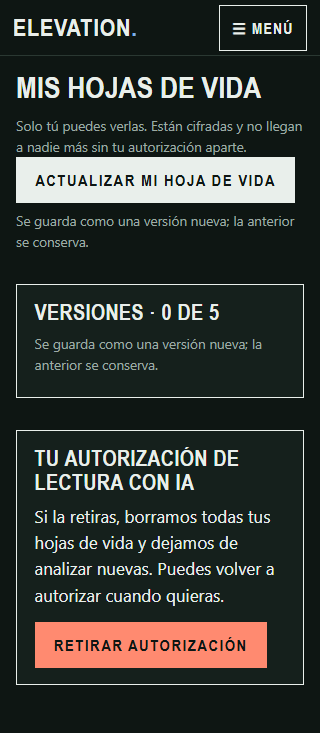 ELEVATION.
☰ MENÚ
MIS HOJAS DE VIDA
Solo tú puedes verlas. Están cifradas y no llegan
a nadie más sin tu autorización aparte.
ACTUALIZAR MI HOJA DE VIDA
Se guarda como una versión nueva; la anterior
se conserva.
VERSIONES · 0 DE 5
Se guarda como una versión nueva; la
anterior se conserva.
TU AUTORIZACIÓN DE
LECTURA CON IA
Si la retiras, borramos todas tus
hojas de vida y dejamos de
analizar nuevas. Puedes volver a
autorizar cuando quieras.
RETIRAR AUTORIZACIÓN